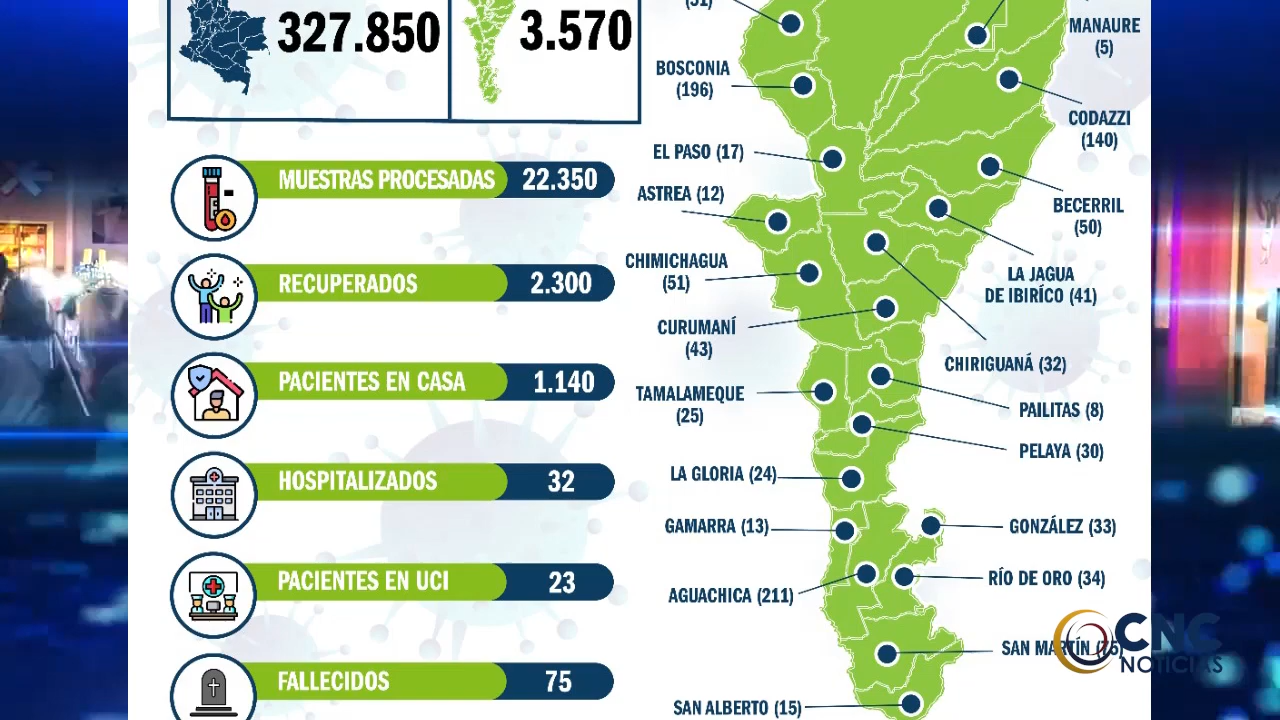 327.850
3.570
MUESTRAS PROCESADAS 22.350
RECUPERADOS 2.300
PACIENTES EN CASA 1.140
HOSPITALIZADOS 32
PACIENTES EN UCI 23
FALLECIDOS 75
MANAURE
(5)
BOSCONIA
(196)
CODAZZI
(140)
EL PASO (17)
ASTREA (12)
BECERRIL
(50)
CHIMICHAGUA
(51)
LA JAGUA
DE IBIRÍCO (41)
CURUMANÍ
(43)
CHIRIGUANÁ (32)
TAMALAMEQUE
(25)
PAILITAS (8)
PELAYA (30)
LA GLORIA (24)
GAMARRA (13)
GONZÁLEZ (33)
RÍO DE ORO (34)
AGUACHICA (211)
SAN MARTÍN (75)
SAN ALBERTO (15)
CNC
NOTICIAS